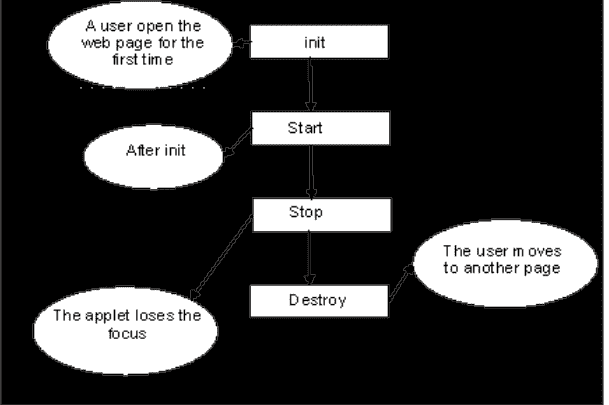 A user open the
web page for the
first time
init
Start
After init
Stop
The user moves
to another page
Destroy
The applet loses the
focus